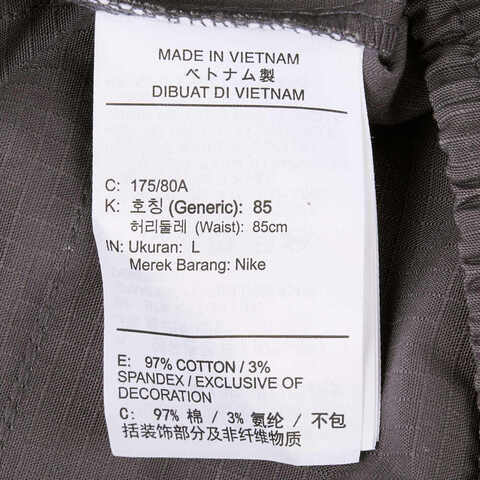 MADE IN VIETNAM
ベトナム製
DIBUAT DI VIETNAM
C: 175/80A
K: 호칭 (Generic): 85
허리둘레 (Waist): 85cm
IN: Ukuran: L
Merek Barang: Nike
E: 97% COTTON / 3%
SPANDEX / EXCLUSIVE OF
DECORATION
C: 97% 棉 / 3% 氨纶 / 不包
括装饰部分及非纤维物质